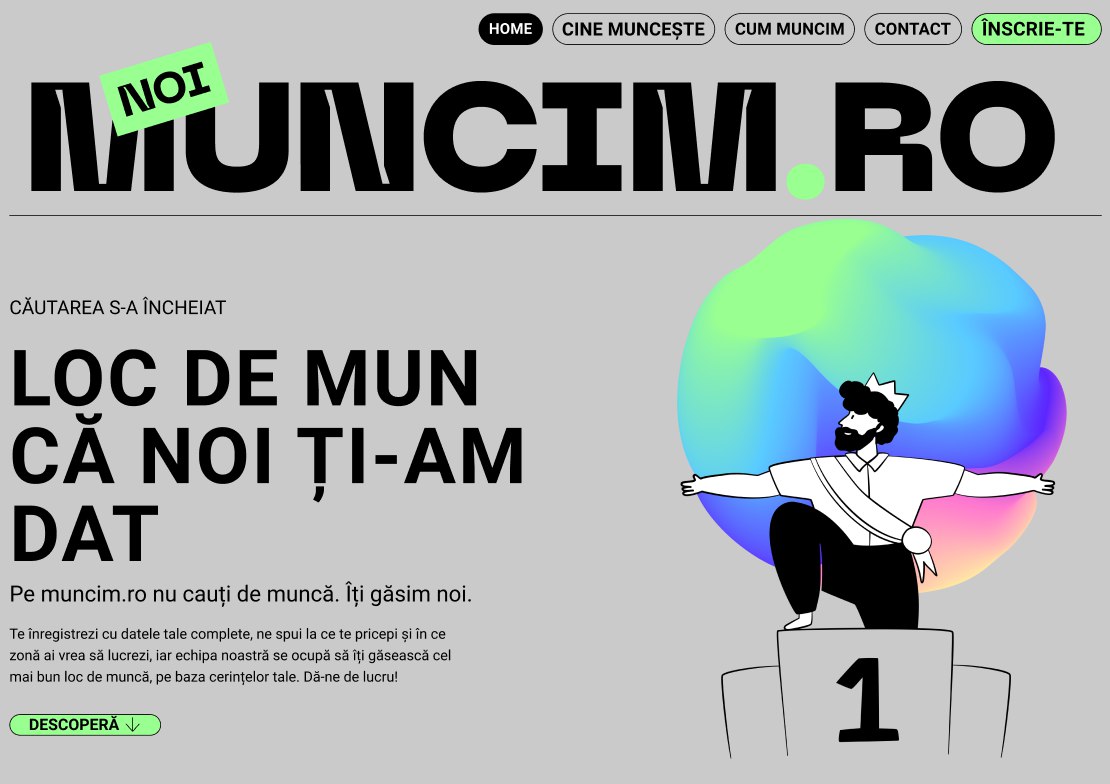 HOME
CINE MUNCEȘTE
CUM MUNCIM
CONTACT
ÎNSCRIE-TE
NOI
MUNCIM.RO
CĂUTAREA S-A ÎNCHEIAT
LOC DE MUN
CĂ NOI ȚI-AM
DAT
Pe muncim.ro nu cauți de muncă. Îți găsim noi.
Te înregistrezi cu datele tale complete, ne spui la ce te pricepi și în ce
zonă ai vrea să lucrezi, iar echipa noastră se ocupă să îți găsească cel
mai bun loc de muncă, pe baza cerințelor tale. Dă-ne de lucru!
DESCOPERĂ ↓
1